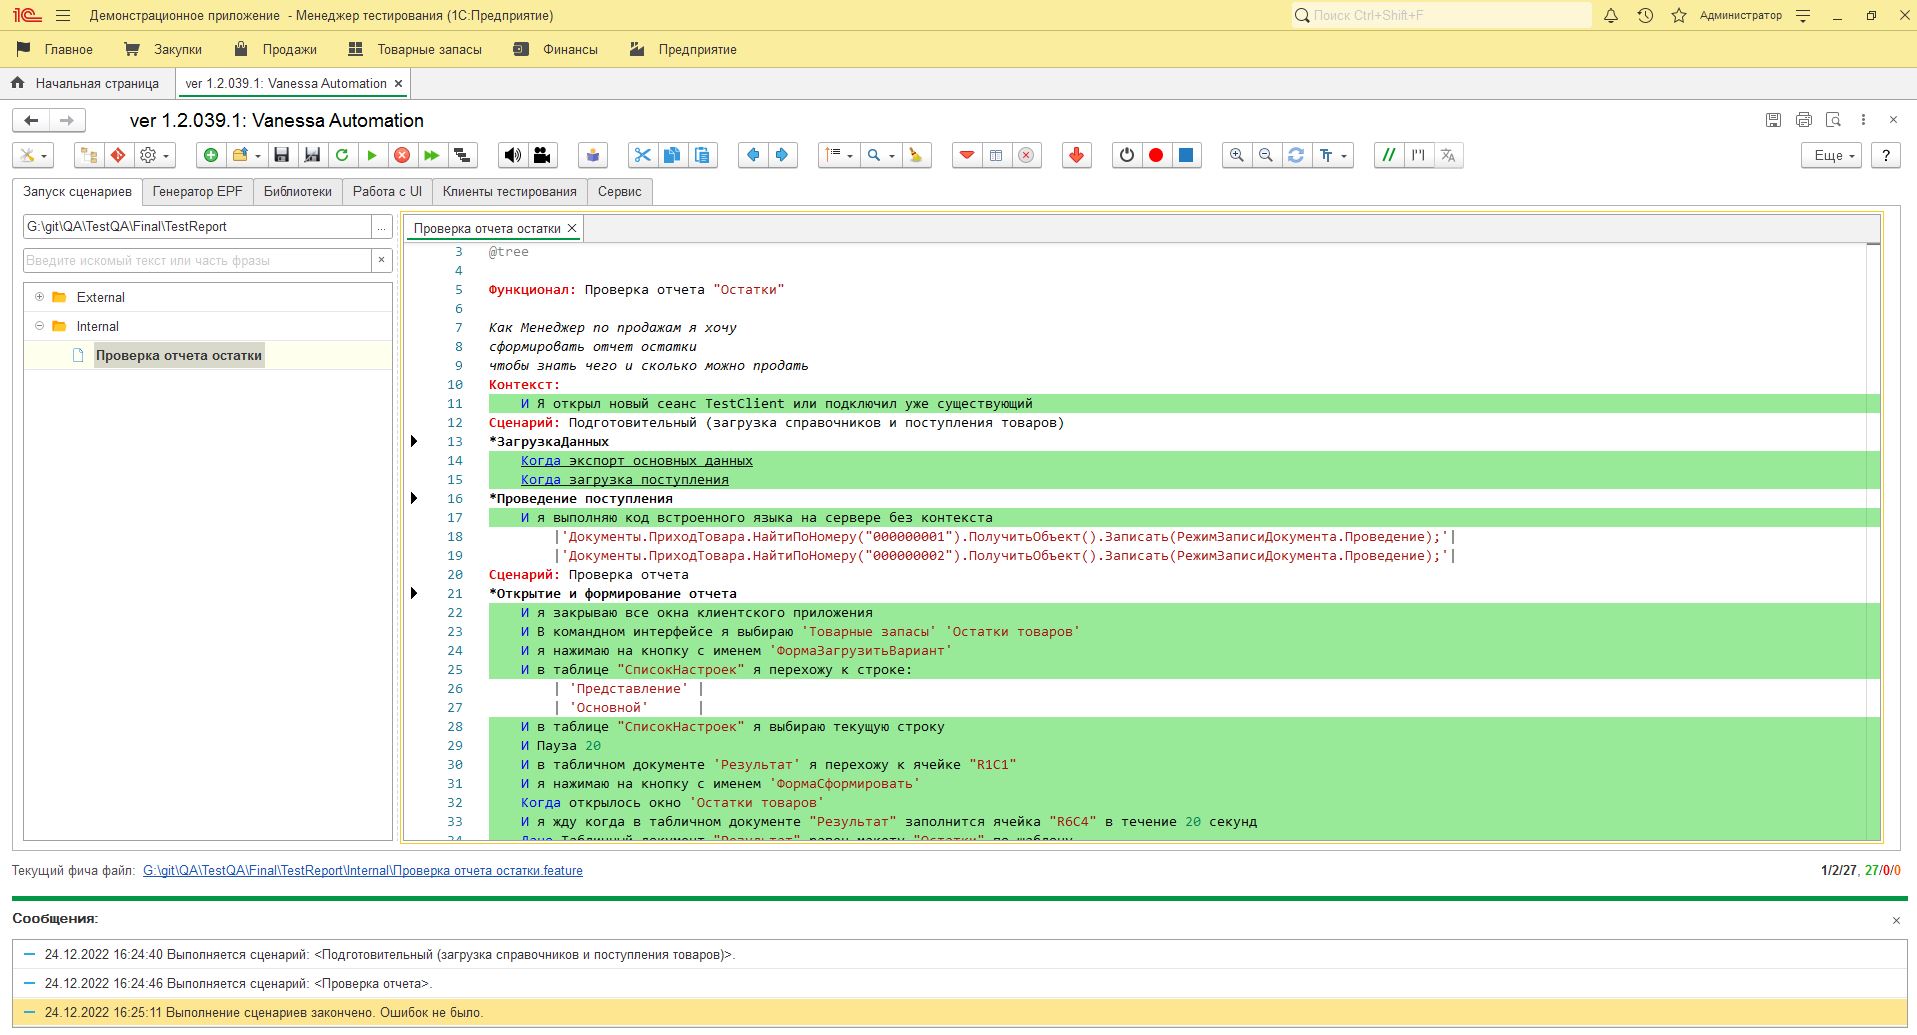 1С Демонстрационное приложение - Менеджер тестирования (1С:Предприятие) Поиск Ctrl+Shift+F Администратор
Главное Закупки Продажи Товарные запасы Финансы Предприятие
Начальная страница ver 1.2.039.1: Vanessa Automation
ver 1.2.039.1: Vanessa Automation
Еще ?
Запуск сценариев Генератор EPF Библиотеки Работа с UI Клиенты тестирования Сервис
G:\git\QA\TestQA\Final\TestReport ...
Введите искомый текст или часть фразы
External
Internal
Проверка отчета остатки
Проверка отчета остатки
3 @tree
4
5 Функционал: Проверка отчета "Остатки"
6
7 Как Менеджер по продажам я хочу
8 сформировать отчет остатки
9 чтобы знать чего и сколько можно продать
10 Контекст:
11 И Я открыл новый сеанс TestClient или подключил уже существующий
12 Сценарий: Подготовительный (загрузка справочников и поступления товаров)
13 *ЗагрузкаДанных
14 Когда экспорт основных данных
15 Когда загрузка поступления
16 *Проведение поступления
17 И я выполняю код встроенного языка на сервере без контекста
18 |'Документы.ПриходТовара.НайтиПоНомеру("000000001").ПолучитьОбъект().Записать(РежимЗаписиДокумента.Проведение);'|
19 |'Документы.ПриходТовара.НайтиПоНомеру("000000002").ПолучитьОбъект().Записать(РежимЗаписиДокумента.Проведение);'|
20 Сценарий: Проверка отчета
21 *Открытие и формирование отчета
22 И я закрываю все окна клиентского приложения
23 И В командном интерфейсе я выбираю 'Товарные запасы' 'Остатки товаров'
24 И я нажимаю на кнопку с именем 'ФормаЗагрузитьВариант'
25 И в таблице "СписокНастроек" я перехожу к строке:
26 | 'Представление' |
27 | 'Основной' |
28 И в таблице "СписокНастроек" я выбираю текущую строку
29 И Пауза 20
30 И в табличном документе 'Результат' я перехожу к ячейке "R1C1"
31 И я нажимаю на кнопку с именем 'ФормаСформировать'
32 Когда открылось окно 'Остатки товаров'
33 И я жду когда в табличном документе "Результат" заполнится ячейка "R6C4" в течение 20 секунд
34 Дано Табличный документ "Результат" равен макету "Остатки" по шаблону
Текущий фича файл: G:\git\QA\TestQA\Final\TestReport\Internal\Проверка отчета остатки.feature 1/2/27, 27/0/0
Сообщения:
24.12.2022 16:24:40 Выполняется сценарий: <Подготовительный (загрузка справочников и поступления товаров)>.
24.12.2022 16:24:46 Выполняется сценарий: <Проверка отчета>.
24.12.2022 16:25:11 Выполнение сценариев закончено. Ошибок не было.